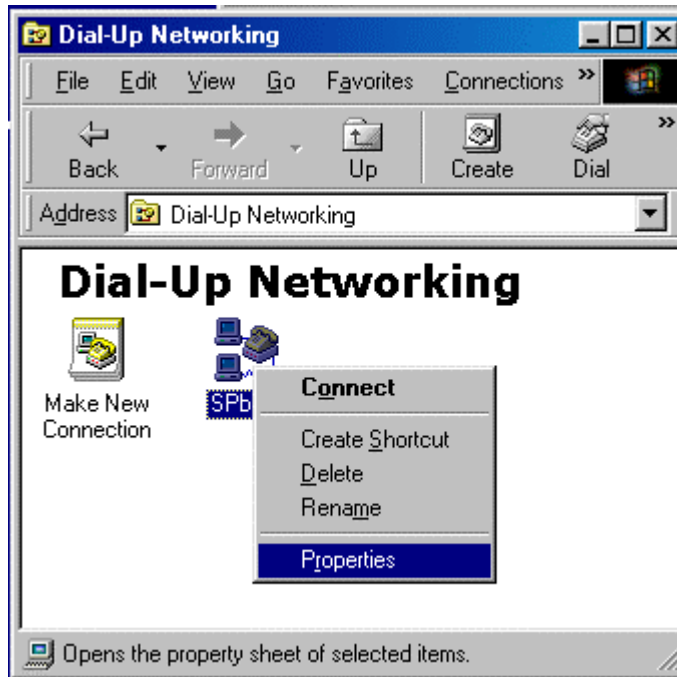 Dial-Up Networking
File Edit View Go Favorites Connections »
Back Forward Up Create Dial »
Address Dial-Up Networking
Dial-Up Networking
Make New
Connection
SPb
Connect
Create Shortcut
Delete
Rename
Properties
Opens the property sheet of selected items.